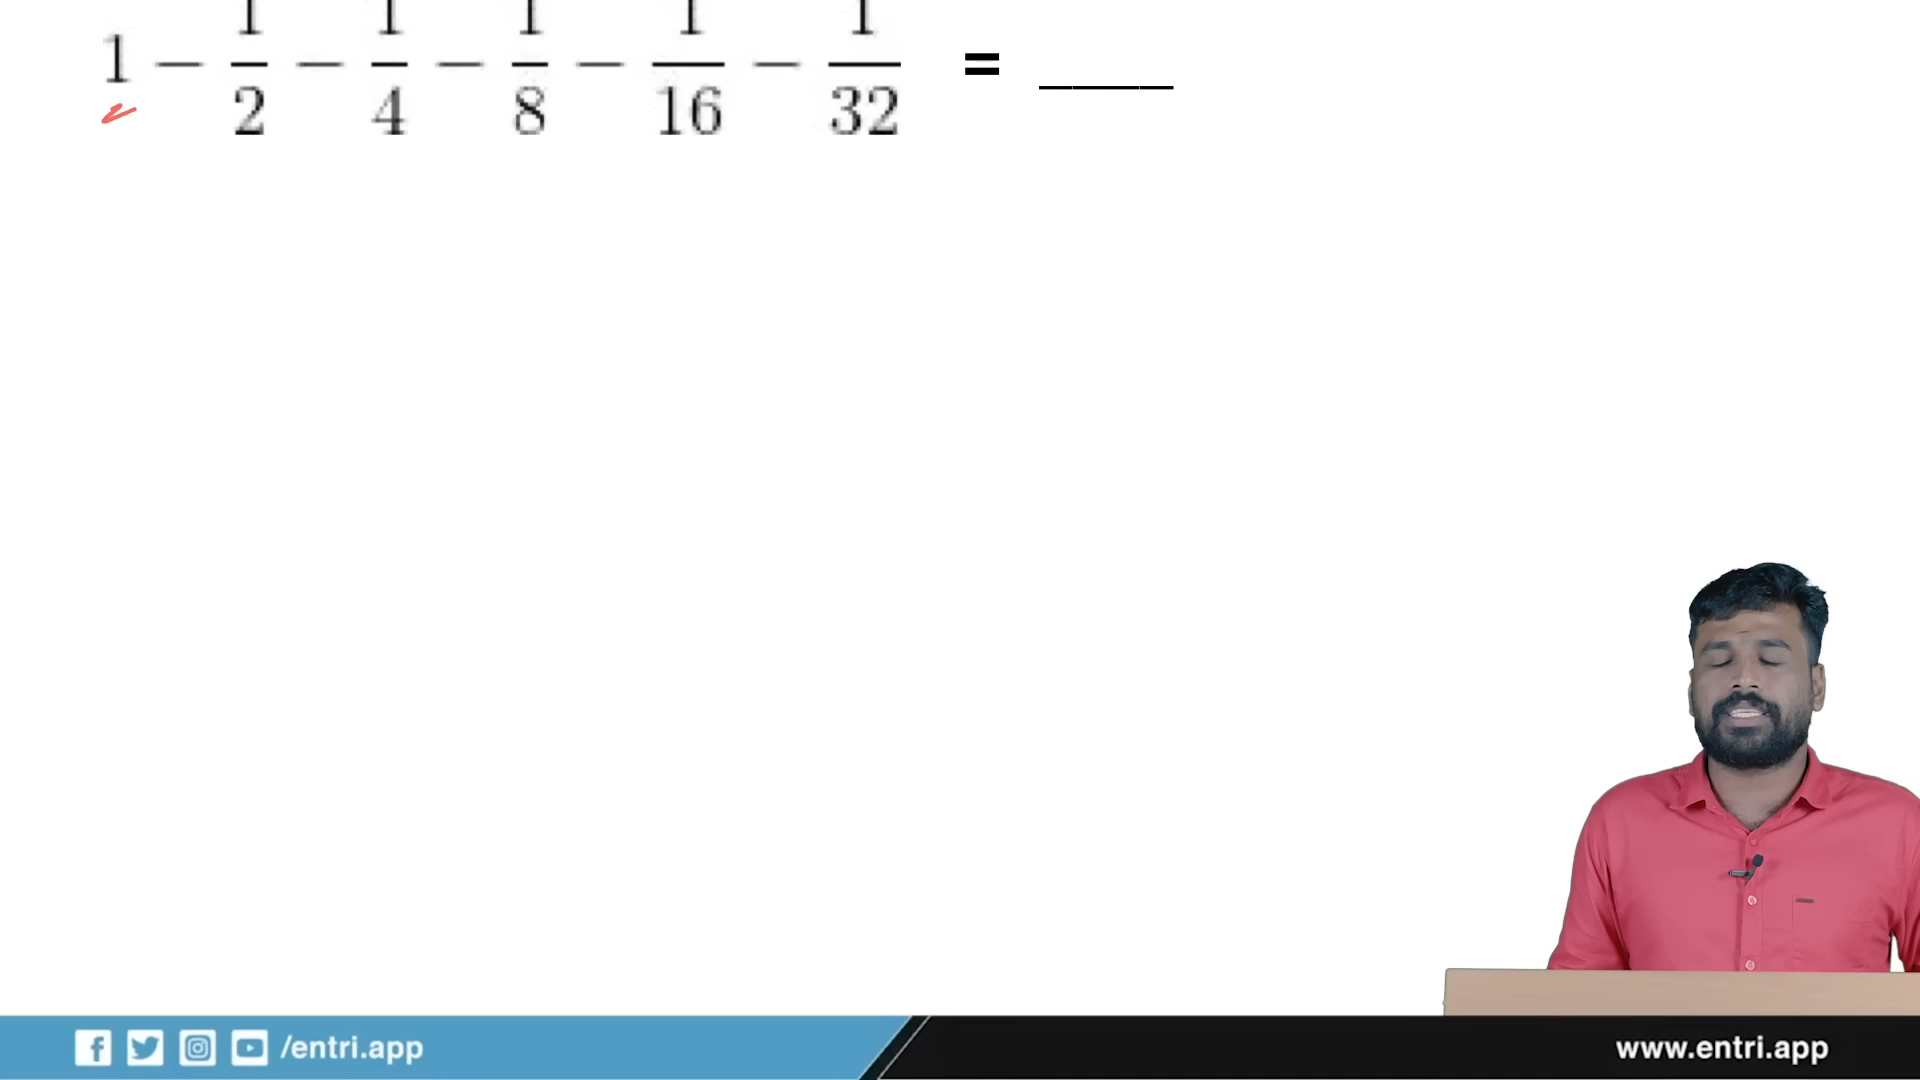 1 − 1/2 − 1/4 − 1/8 − 1/16 − 1/32 = ____
/entri.app
www.entri.app